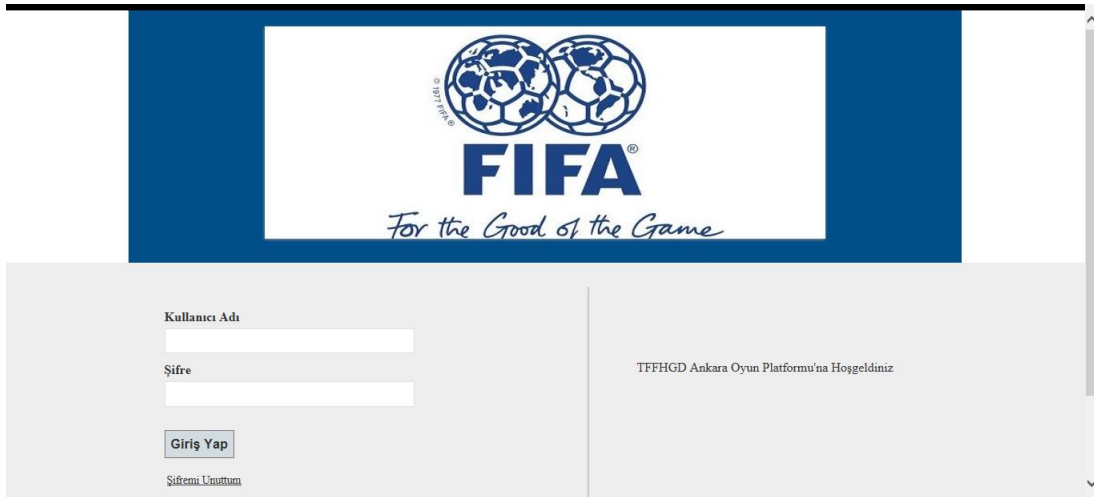 © 1977 FIFA ®
FIFA®
For the Good of the Game
Kullanıcı Adı
Şifre
TFFHGD Ankara Oyun Platformu'na Hoşgeldiniz
Giriş Yap
Şifremi Unuttum